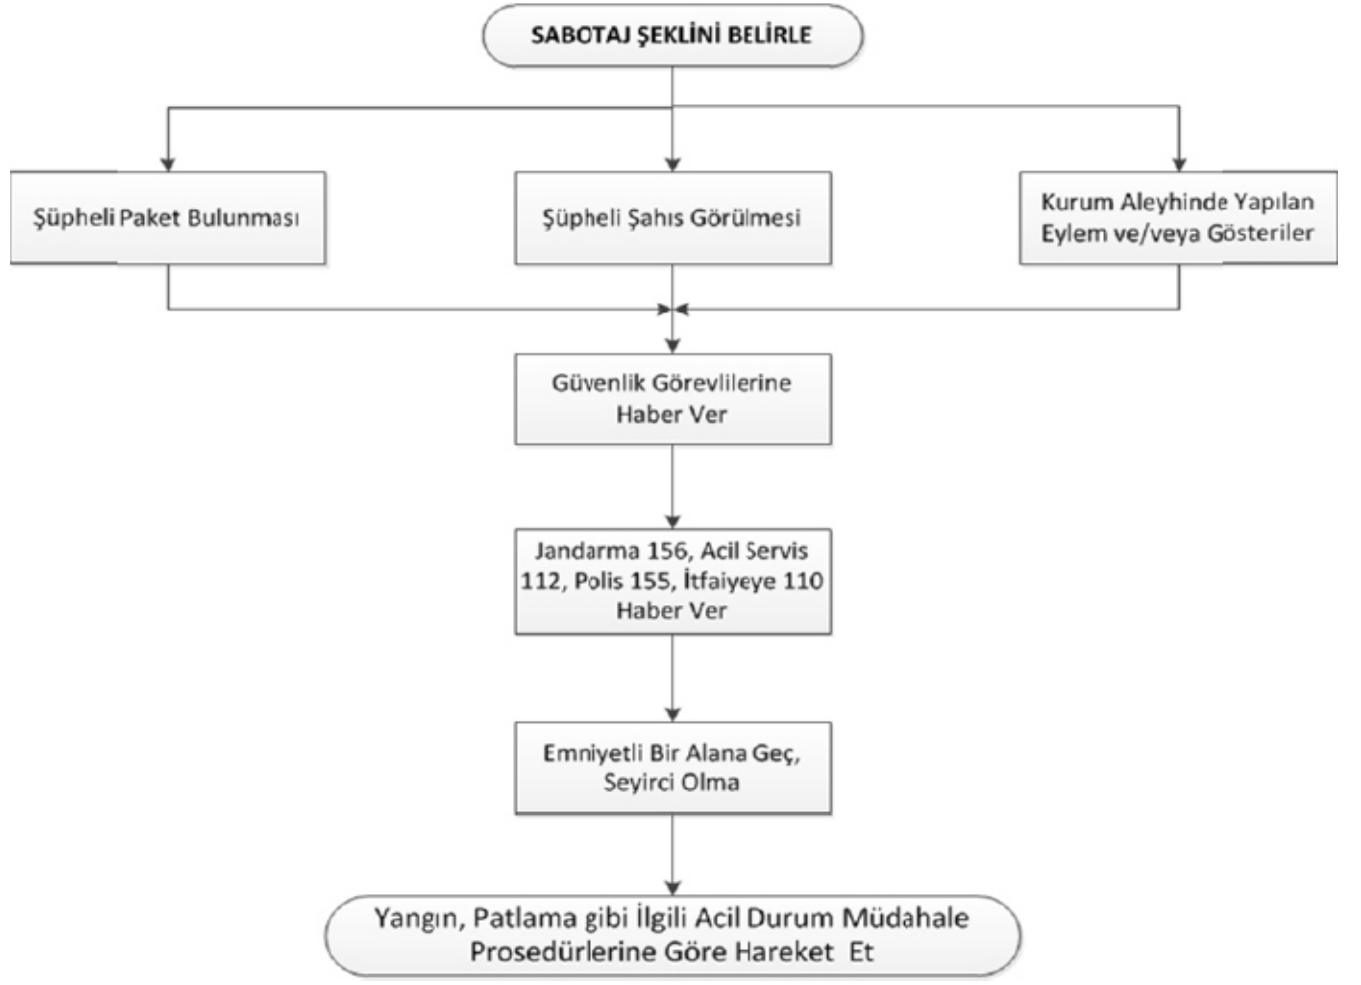 SABOTAJ ŞEKLİNİ BELİRLE
Şüpheli Paket Bulunması
Şüpheli Şahıs Görülmesi
Kurum Aleyhinde Yapılan
Eylem ve/veya Gösteriler
Güvenlik Görevlilerine
Haber Ver
Jandarma 156, Acil Servis
112, Polis 155, İtfaiyeye 110
Haber Ver
Emniyetli Bir Alana Geç,
Seyirci Olma
Yangın, Patlama gibi İlgili Acil Durum Müdahale
Prosedürlerine Göre Hareket Et